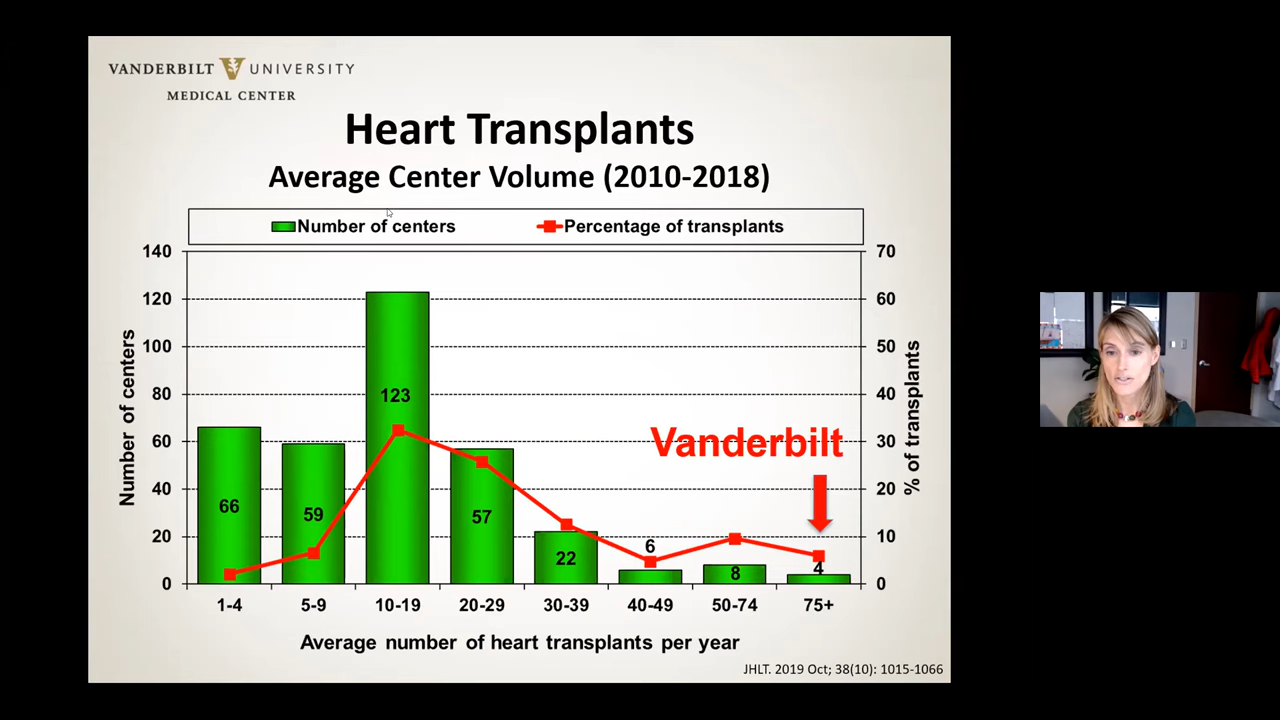 VANDERBILT UNIVERSITY
MEDICAL CENTER
Heart Transplants
Average Center Volume (2010-2018)
Number of centers
Percentage of transplants
140
120
100
80
60
40
20
0
Number of centers
70
60
50
40
30
20
10
0
% of transplants
66
59
123
57
22
6
8
4
Vanderbilt
1-4
5-9
10-19
20-29
30-39
40-49
50-74
75+
Average number of heart transplants per year
JHLT. 2019 Oct; 38(10): 1015-1066